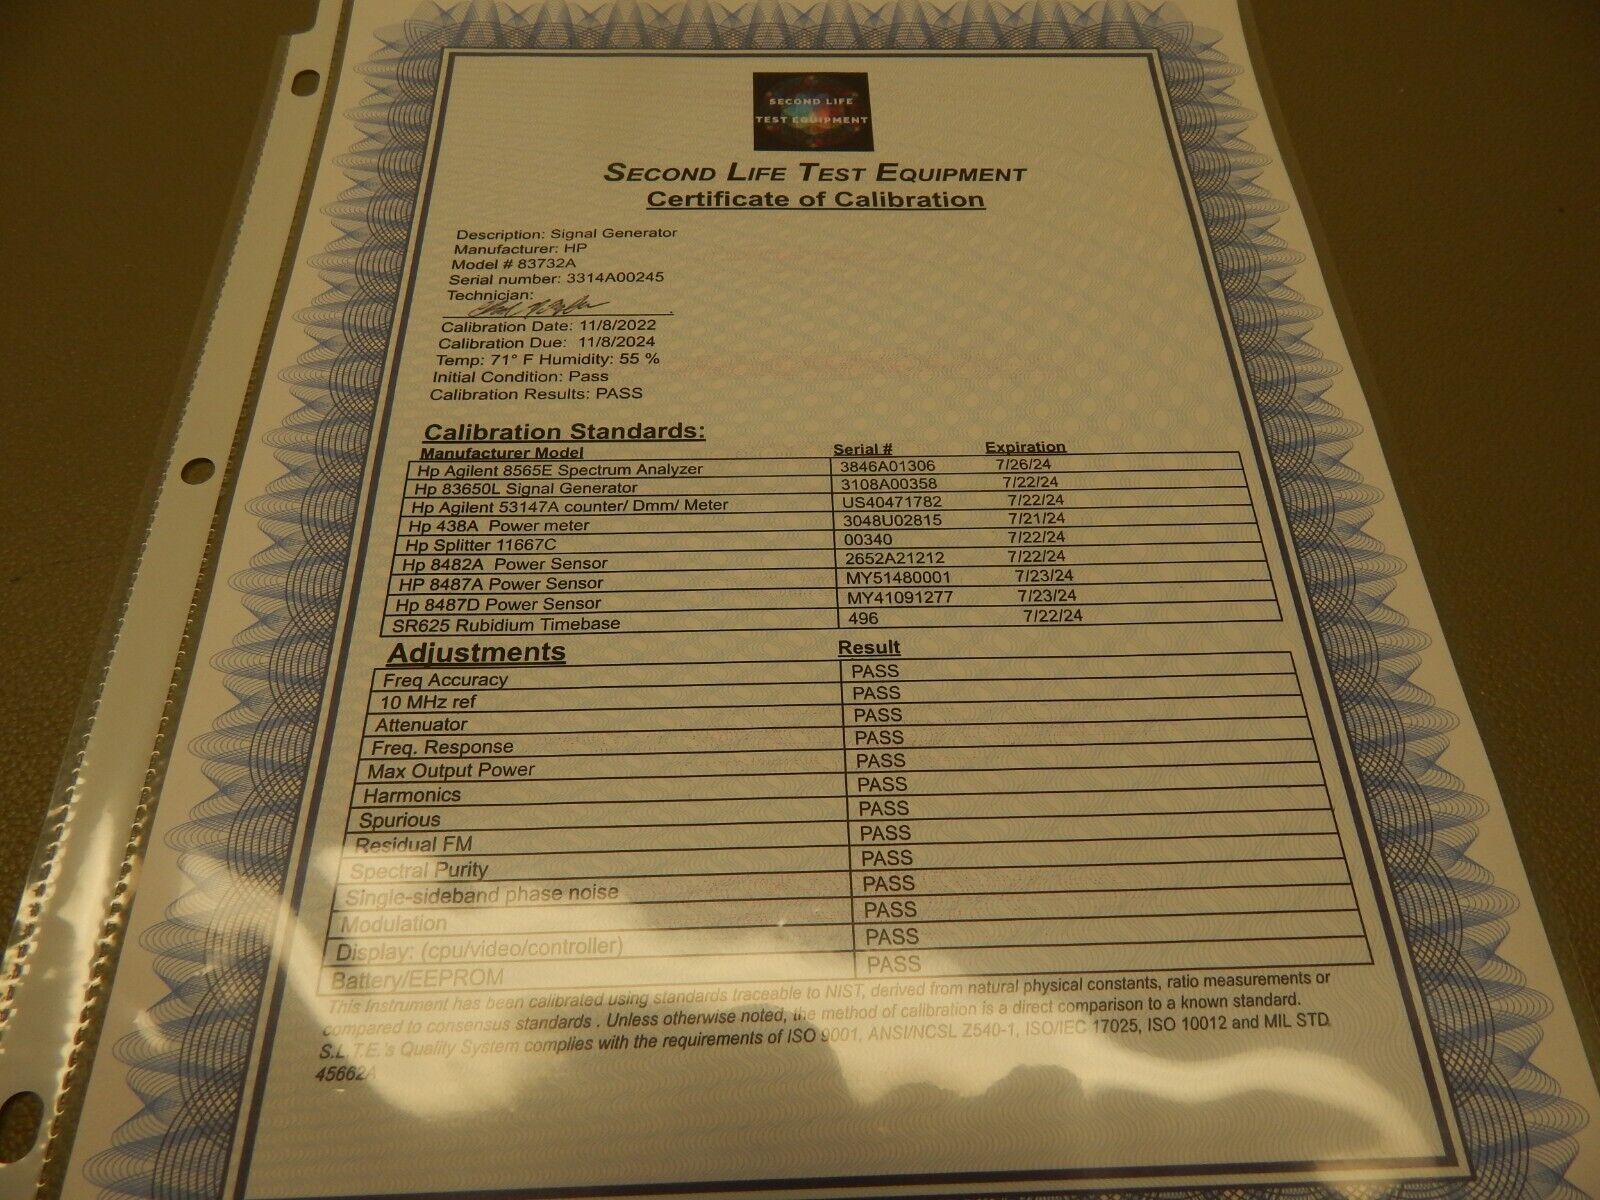 SECOND LIFE
TEST EQUIPMENT
SECOND LIFE TEST EQUIPMENT
Certificate of Calibration
Description: Signal Generator
Manufacturer: HP
Model # 83732A
Serial number: 3314A00245
Technician:
Calibration Date: 11/8/2022
Calibration Due: 11/8/2024
Temp: 71° F Humidity: 55 %
Initial Condition: Pass
Calibration Results: PASS
Calibration Standards:
Manufacturer Model Serial # Expiration
Hp Agilent 8565E Spectrum Analyzer 3846A01306 7/26/24
Hp 83650L Signal Generator 3108A00358 7/22/24
Hp Agilent 53147A counter/ Dmm/ Meter US40471782 7/22/24
Hp 438A Power meter 3048U02815 7/21/24
Hp Splitter 11667C 00340 7/22/24
Hp 8482A Power Sensor 2652A21212 7/22/24
HP 8487A Power Sensor MY51480001 7/23/24
Hp 8487D Power Sensor MY41091277 7/23/24
SR625 Rubidium Timebase 496 7/22/24
Adjustments Result
Freq Accuracy PASS
10 MHz ref PASS
Attenuator PASS
Freq. Response PASS
Max Output Power PASS
Harmonics PASS
Spurious PASS
Residual FM PASS
Spectral Purity PASS
Single-sideband phase noise PASS
Modulation PASS
Display: (cpu/video/controller) PASS
Battery/EEPROM PASS
This Instrument has been calibrated using standards traceable to NIST, derived from natural physical constants, ratio measurements or
compared to consensus standards . Unless otherwise noted, the method of calibration is a direct comparison to a known standard.
S.L.T.E.'s Quality System complies with the requirements of ISO 9001, ANSI/NCSL Z540-1, ISO/IEC 17025, ISO 10012 and MIL STD
45662A